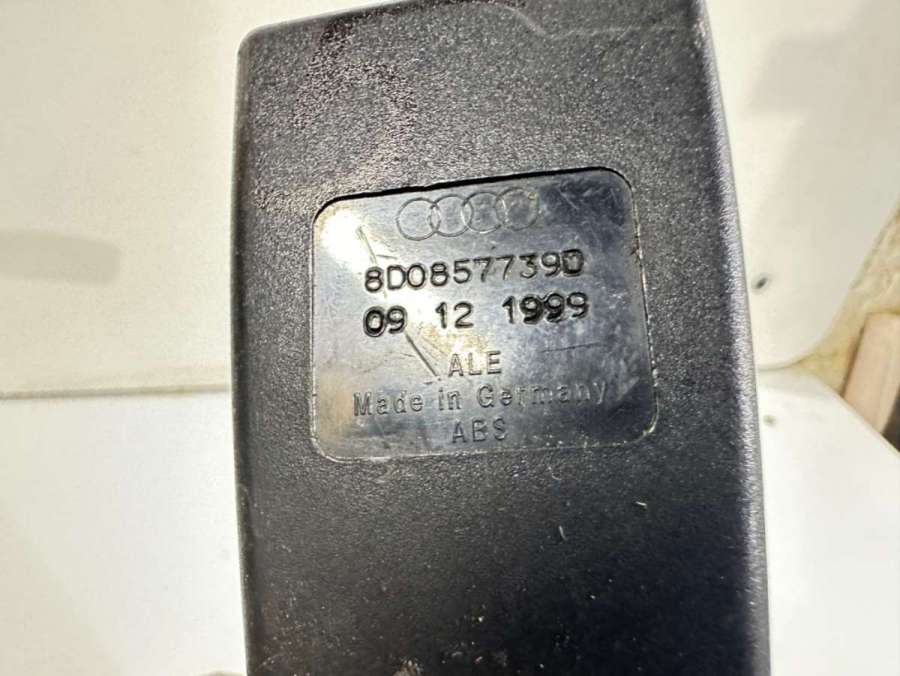 8D0857739D
09 12 1999
ALE
Made in Germany
ABS